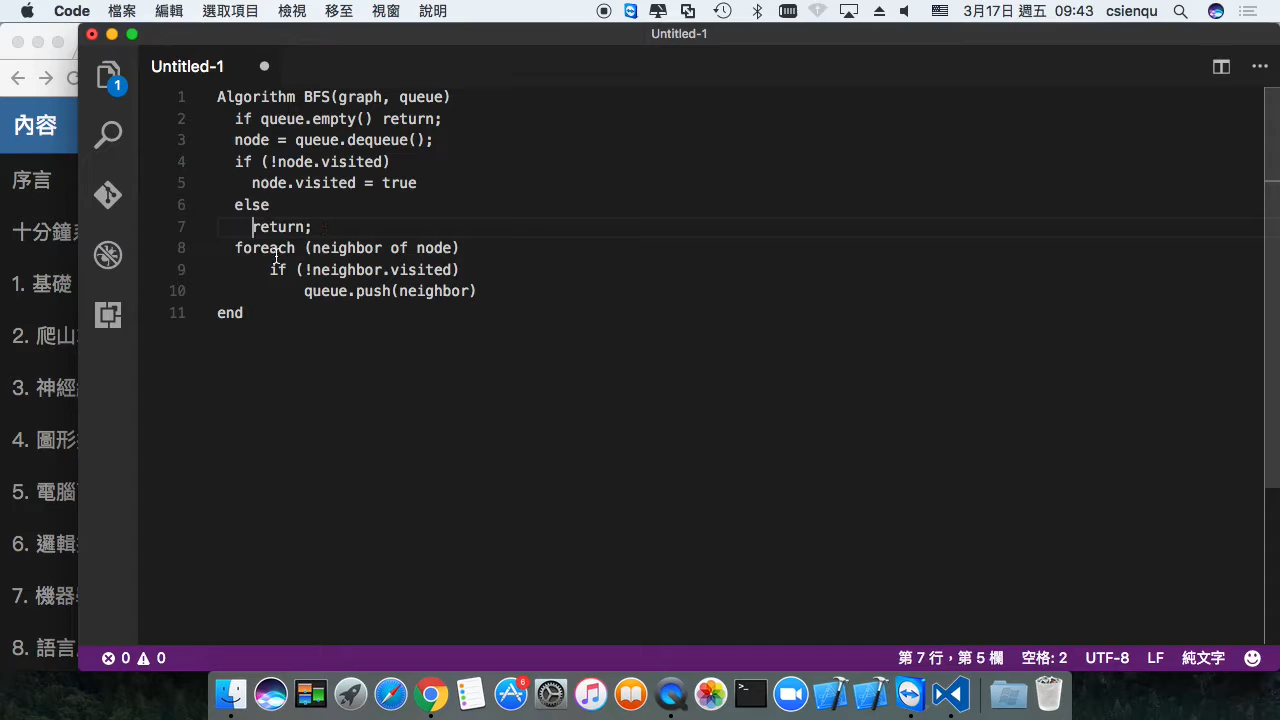 Code 檔案 編輯 選取項目 檢視 移至 視窗 說明 3月17日 週五 09:43 csienqu
Untitled-1
Untitled-1
1
內容
序言
十分鐘
1. 基礎
2. 爬山
3. 神經
4. 圖形
5. 電腦
6. 邏輯
7. 機器
8. 語言
1 Algorithm BFS(graph, queue)
2 if queue.empty() return;
3 node = queue.dequeue();
4 if (!node.visited)
5 node.visited = true
6 else
7 return;
8 foreach (neighbor of node)
9 if (!neighbor.visited)
10 queue.push(neighbor)
11 end
0 0 第 7 行，第 5 欄 空格: 2 UTF-8 LF 純文字
6